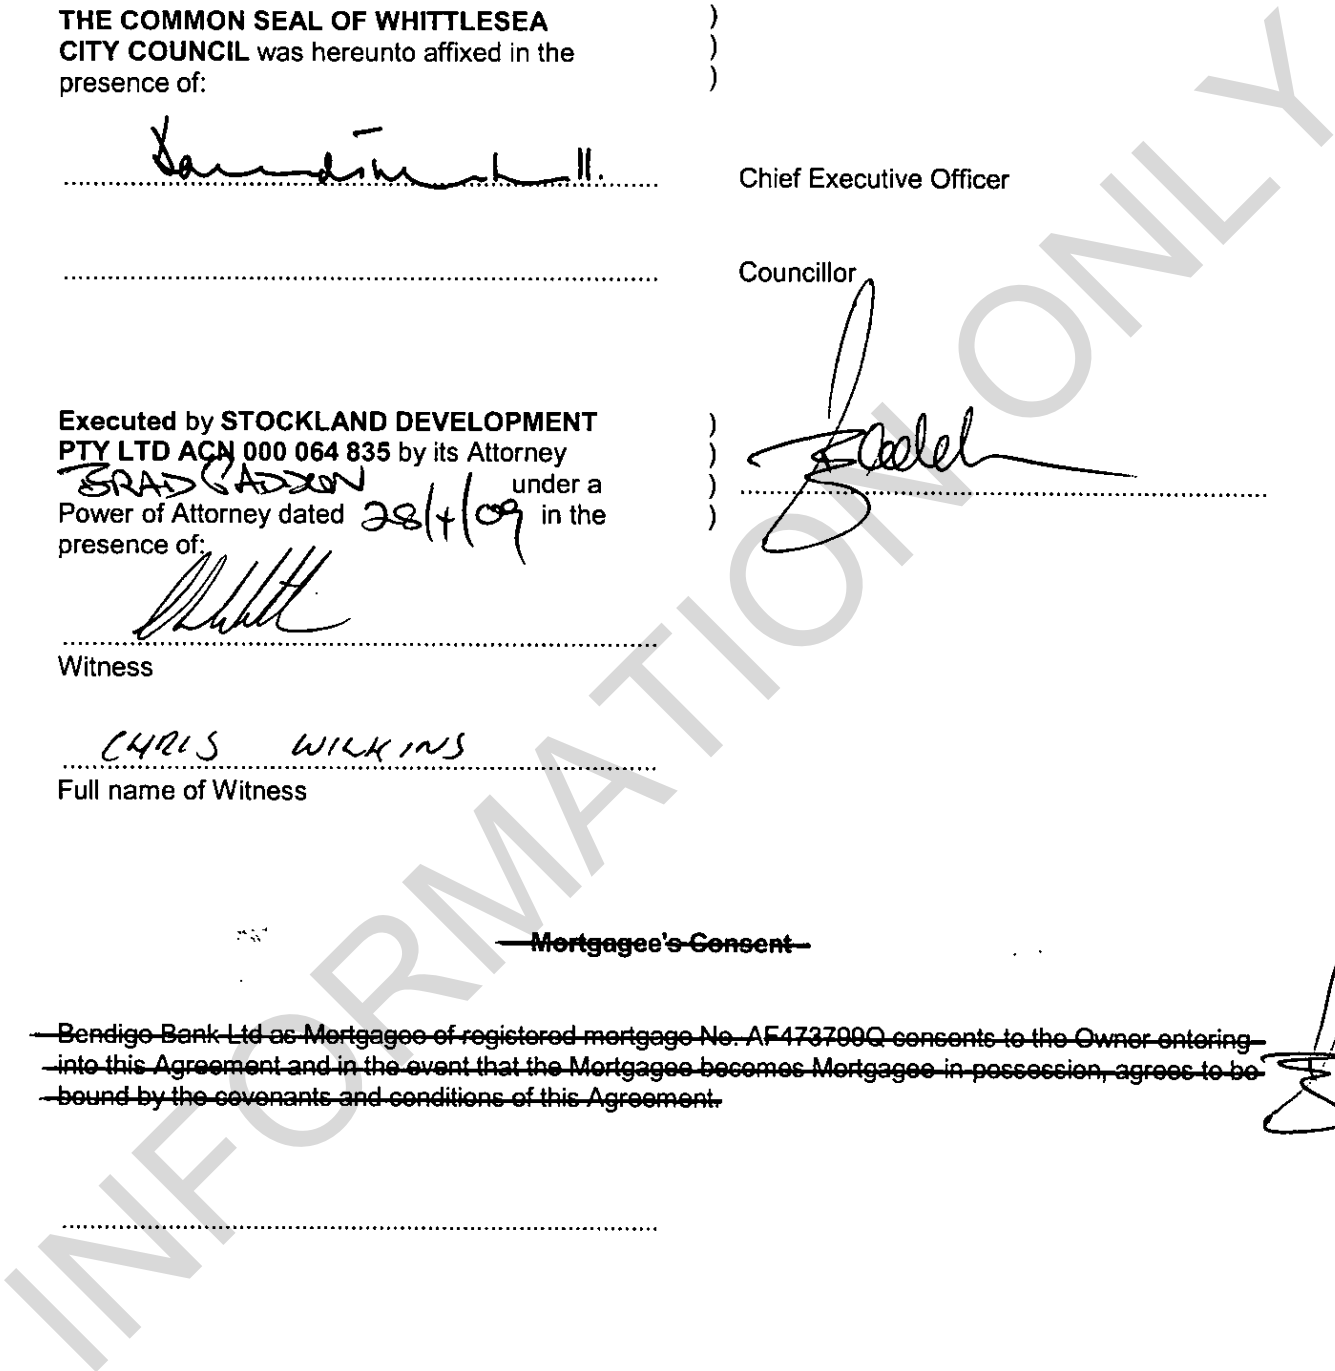 THE COMMON SEAL OF WHITTLESEA )
CITY COUNCIL was hereunto affixed in the )
presence of: )
Chief Executive Officer
Councillor
Executed by STOCKLAND DEVELOPMENT )
PTY LTD ACN 000 064 835 by its Attorney )
BRAD PADDON under a )
Power of Attorney dated 28/4/09 in the )
presence of:
Witness
CHRIS WILKINS
Full name of Witness
Mortgagee's Consent
Bendigo Bank Ltd as Mortgagee of registered mortgage No. consents to the Owner entering
into this Agreement and in the event that the Mortgagee becomes Mortgagee in possession, agrees to be
bound by the covenants and conditions of this Agreement.
INFORMATION ONLY